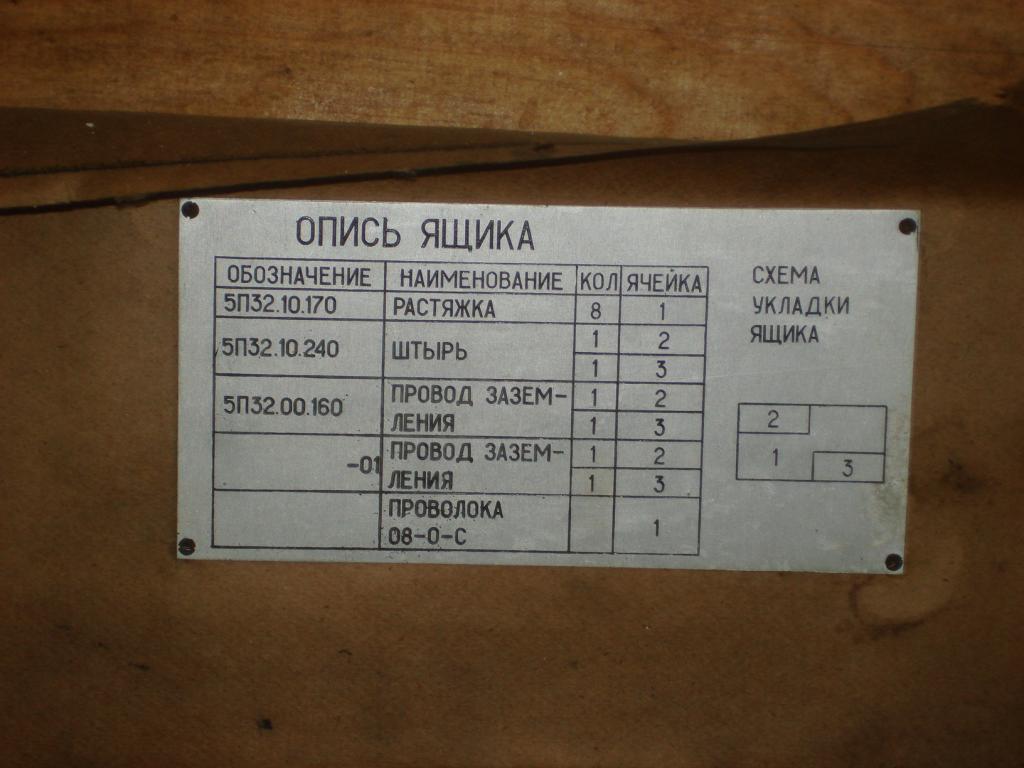 ОПИСЬ ЯЩИКА
ОБОЗНАЧЕНИЕ НАИМЕНОВАНИЕ КОЛ ЯЧЕЙКА
5П32.10.170 РАСТЯЖКА 8 1
5П32.10.240 ШТЫРЬ 1 2
1 3
5П32.00.160 ПРОВОД ЗАЗЕМ- 1 2
ЛЕНИЯ 1 3
-01 ПРОВОД ЗАЗЕМ- 1 2
ЛЕНИЯ 1 3
ПРОВОЛОКА 1
08-0-С
СХЕМА
УКЛАДКИ
ЯЩИКА
2
1 3